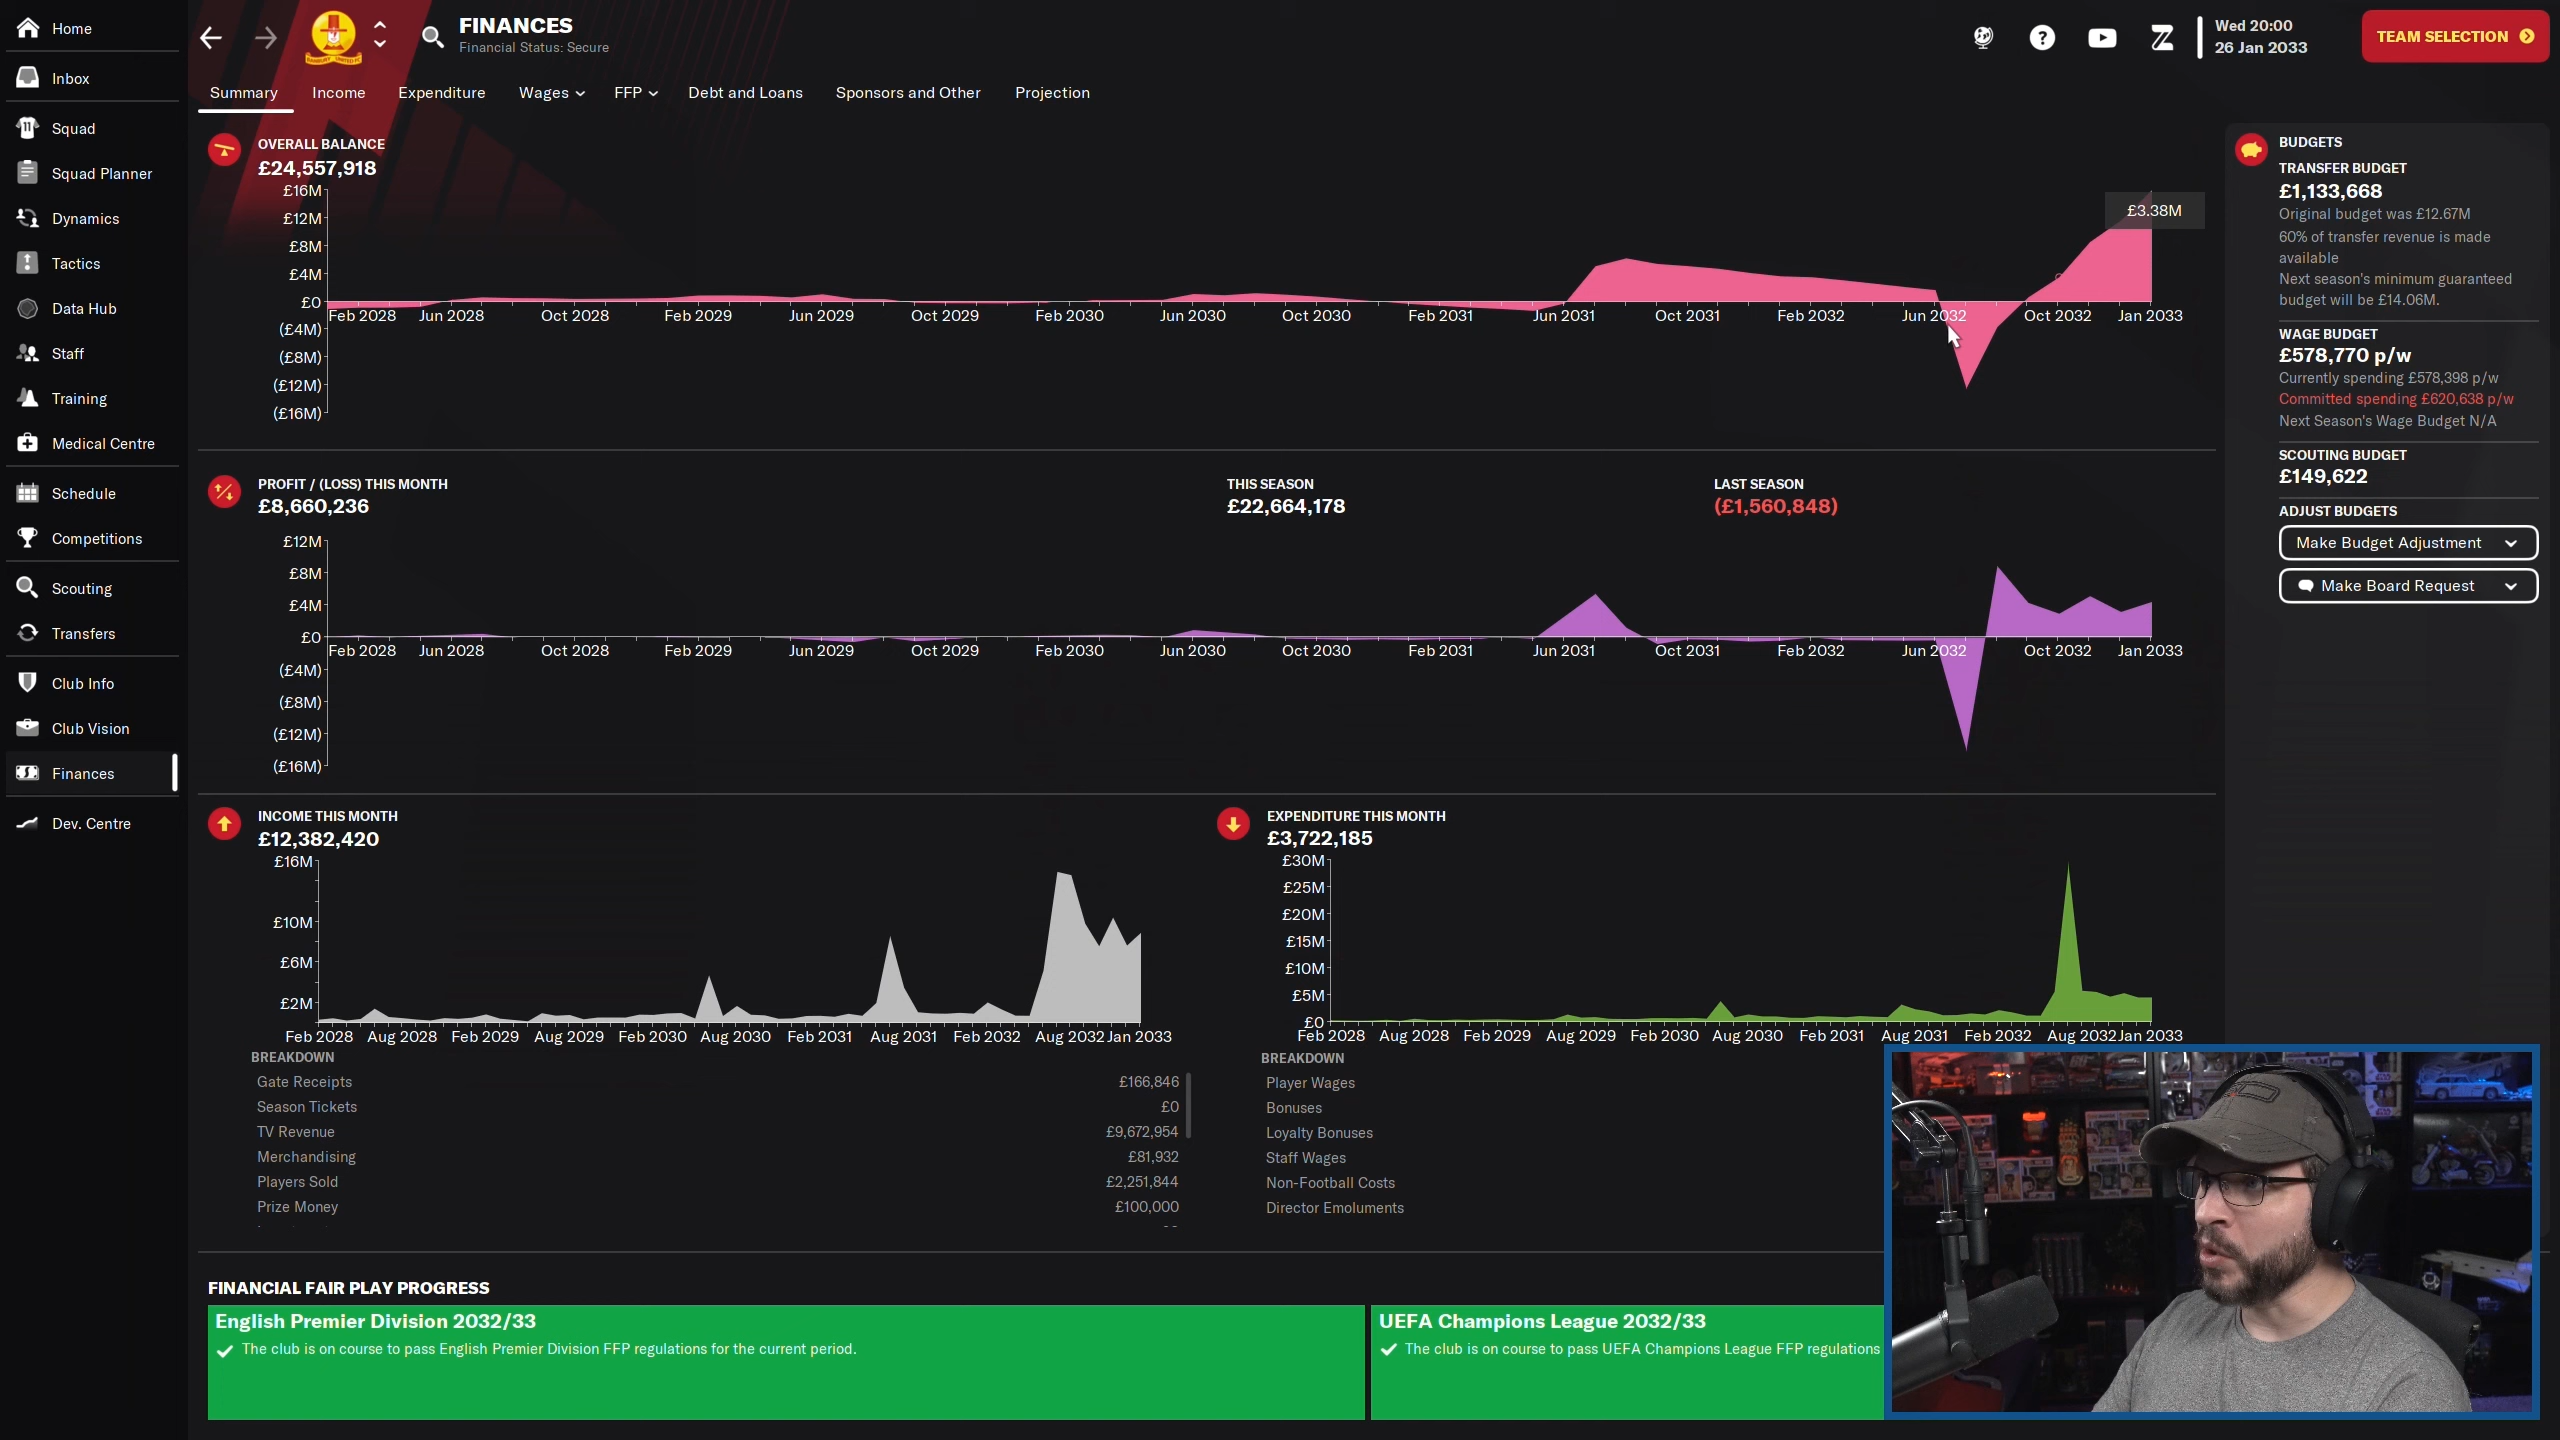 Home
Inbox
Squad
Squad Planner
Dynamics
Tactics
Data Hub
Staff
Training
Medical Centre
Schedule
Competitions
Scouting
Transfers
Club Info
Club Vision
Finances
Dev. Centre
FINANCES
Financial Status: Secure
Wed 20:00
26 Jan 2033
TEAM SELECTION
Summary Income Expenditure Wages FFP Debt and Loans Sponsors and Other Projection
OVERALL BALANCE
£24,557,918
£16M
£12M
£8M
£4M
£0
(£4M)
(£8M)
(£12M)
(£16M)
£3.38M
Feb 2028 Jun 2028 Oct 2028 Feb 2029 Jun 2029 Oct 2029 Feb 2030 Jun 2030 Oct 2030 Feb 2031 Jun 2031 Oct 2031 Feb 2032 Jun 2032 Oct 2032 Jan 2033
PROFIT / (LOSS) THIS MONTH
£8,660,236
THIS SEASON
£22,664,178
LAST SEASON
(£1,560,848)
£12M
£8M
£4M
£0
(£4M)
(£8M)
(£12M)
(£16M)
Feb 2028 Jun 2028 Oct 2028 Feb 2029 Jun 2029 Oct 2029 Feb 2030 Jun 2030 Oct 2030 Feb 2031 Jun 2031 Oct 2031 Feb 2032 Jun 2032 Oct 2032 Jan 2033
INCOME THIS MONTH
£12,382,420
£16M
£10M
£6M
£2M
Feb 2028 Aug 2028 Feb 2029 Aug 2029 Feb 2030 Aug 2030 Feb 2031 Aug 2031 Feb 2032 Aug 2032 Jan 2033
BREAKDOWN
Gate Receipts £166,846
Season Tickets £0
TV Revenue £9,672,954
Merchandising £81,932
Players Sold £2,251,844
Prize Money £100,000
EXPENDITURE THIS MONTH
£3,722,185
£30M
£25M
£20M
£15M
£10M
£5M
£0
Feb 2028 Aug 2028 Feb 2029 Aug 2029 Feb 2030 Aug 2030 Feb 2031 Aug 2031 Feb 2032 Aug 2032 Jan 2033
BREAKDOWN
Player Wages
Bonuses
Loyalty Bonuses
Staff Wages
Non-Football Costs
Director Emoluments
FINANCIAL FAIR PLAY PROGRESS
English Premier Division 2032/33
The club is on course to pass English Premier Division FFP regulations for the current period.
UEFA Champions League 2032/33
The club is on course to pass UEFA Champions League FFP regulations
BUDGETS
TRANSFER BUDGET
£1,133,668
Original budget was £12.67M
60% of transfer revenue is made
available
Next season's minimum guaranteed
budget will be £14.06M.
WAGE BUDGET
£578,770 p/w
Currently spending £578,398 p/w
Committed spending £620,638 p/w
Next Season's Wage Budget N/A
SCOUTING BUDGET
£149,622
ADJUST BUDGETS
Make Budget Adjustment
Make Board Request